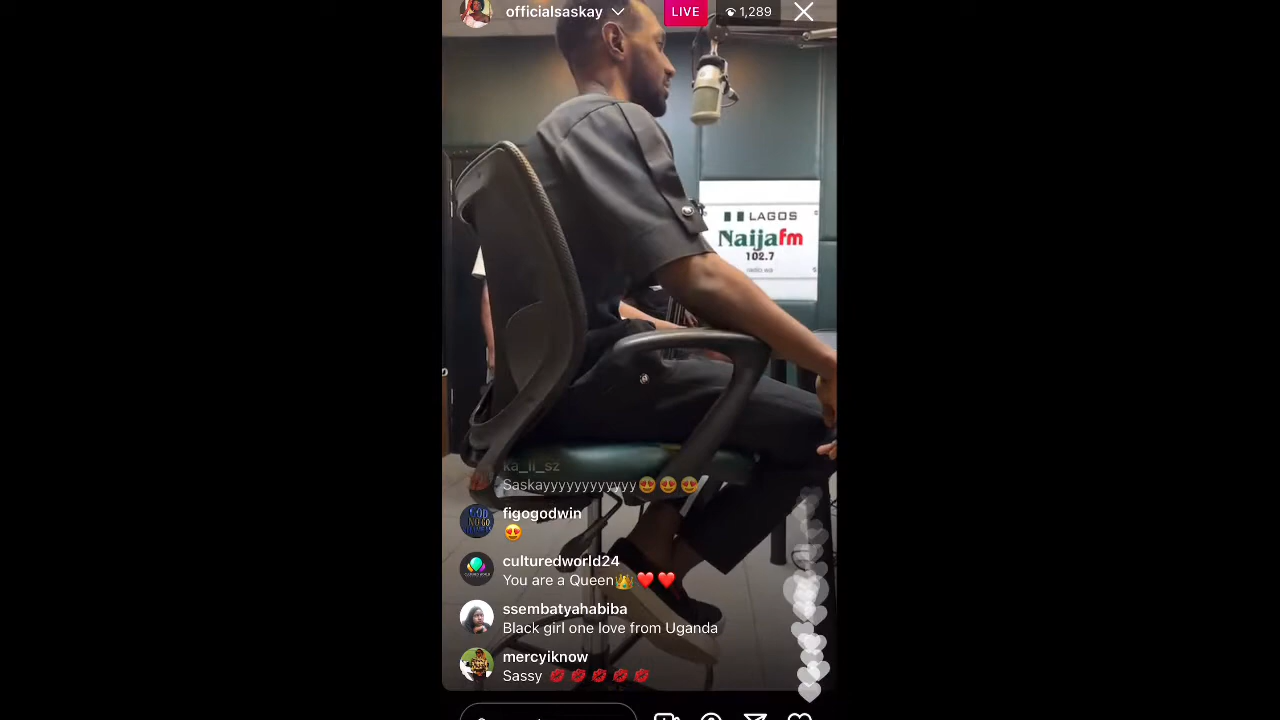 officialsaskay
LIVE
1,289
LAGOS
Naijafm
102.7
ka_li_sz
Saskayyyyyyyyyyyy😍😍😍
figogodwin
😍
culturedworld24
You are a Queen👑❤️❤️
ssembatyahabiba
Black girl one love from Uganda
mercyiknow
Sassy 💋💋💋💋💋